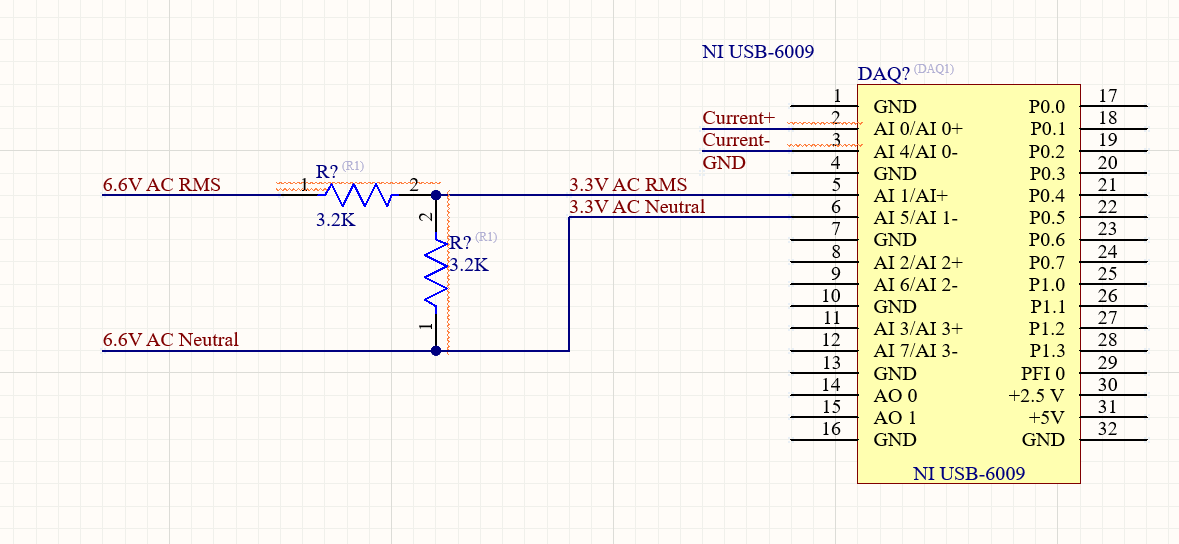 NI USB-6009
DAQ? (DAQ1)
1 GND P0.0 17
Current+ 2 AI 0/AI 0+ P0.1 18
Current- 3 AI 4/AI 0- P0.2 19
GND 4 GND P0.3 20
6.6V AC RMS 1 R? (R1) 2 3.3V AC RMS 5 AI 1/AI+ P0.4 21
3.2K 2 3.3V AC Neutral 6 AI 5/AI 1- P0.5 22
R? (R1) 7 GND P0.6 23
3.2K 8 AI 2/AI 2+ P0.7 24
9 AI 6/AI 2- P1.0 25
10 GND P1.1 26
1 11 AI 3/AI 3+ P1.2 27
6.6V AC Neutral 12 AI 7/AI 3- P1.3 28
13 GND PFI 0 29
14 AO 0 +2.5 V 30
15 AO 1 +5V 31
16 GND GND 32
NI USB-6009